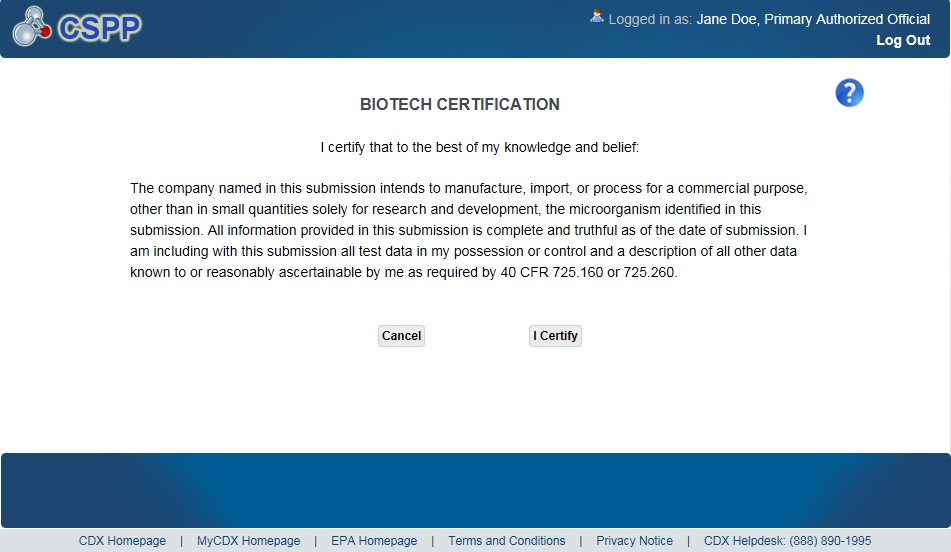 CSPP
Logged in as: Jane Doe, Primary Authorized Official
Log Out
?
BIOTECH CERTIFICATION
I certify that to the best of my knowledge and belief:
The company named in this submission intends to manufacture, import, or process for a commercial purpose,
other than in small quantities solely for research and development, the microorganism identified in this
submission. All information provided in this submission is complete and truthful as of the date of submission. I
am including with this submission all test data in my possession or control and a description of all other data
known to or reasonably ascertainable by me as required by 40 CFR 725.160 or 725.260.
Cancel I Certify
CDX Homepage | MyCDX Homepage | EPA Homepage | Terms and Conditions | Privacy Notice | CDX Helpdesk: (888) 890-1995